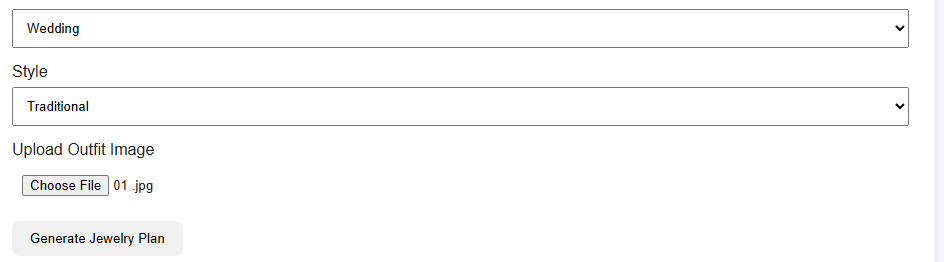 Wedding
Style
Traditional
Upload Outfit Image
Choose File 01 .jpg
Generate Jewelry Plan